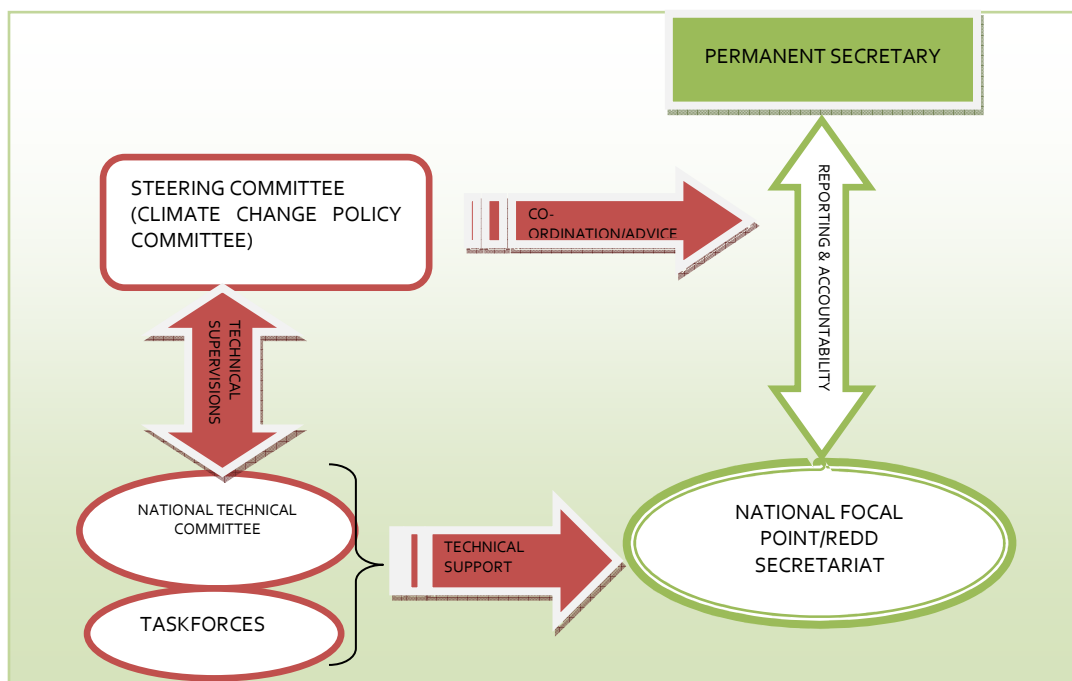 PERMANENT SECRETARY
STEERING COMMITTEE
(CLIMATE CHANGE POLICY
COMMITTEE)
CO-
ORDINATION/ADVICE
REPORTING & ACCOUNTABILITY
TECHNICAL
SUPERVISIONS
NATIONAL TECHNICAL
COMMITTEE
TECHNICAL
SUPPORT
NATIONAL FOCAL
POINT/REDD
SECRETARIAT
TASKFORCES